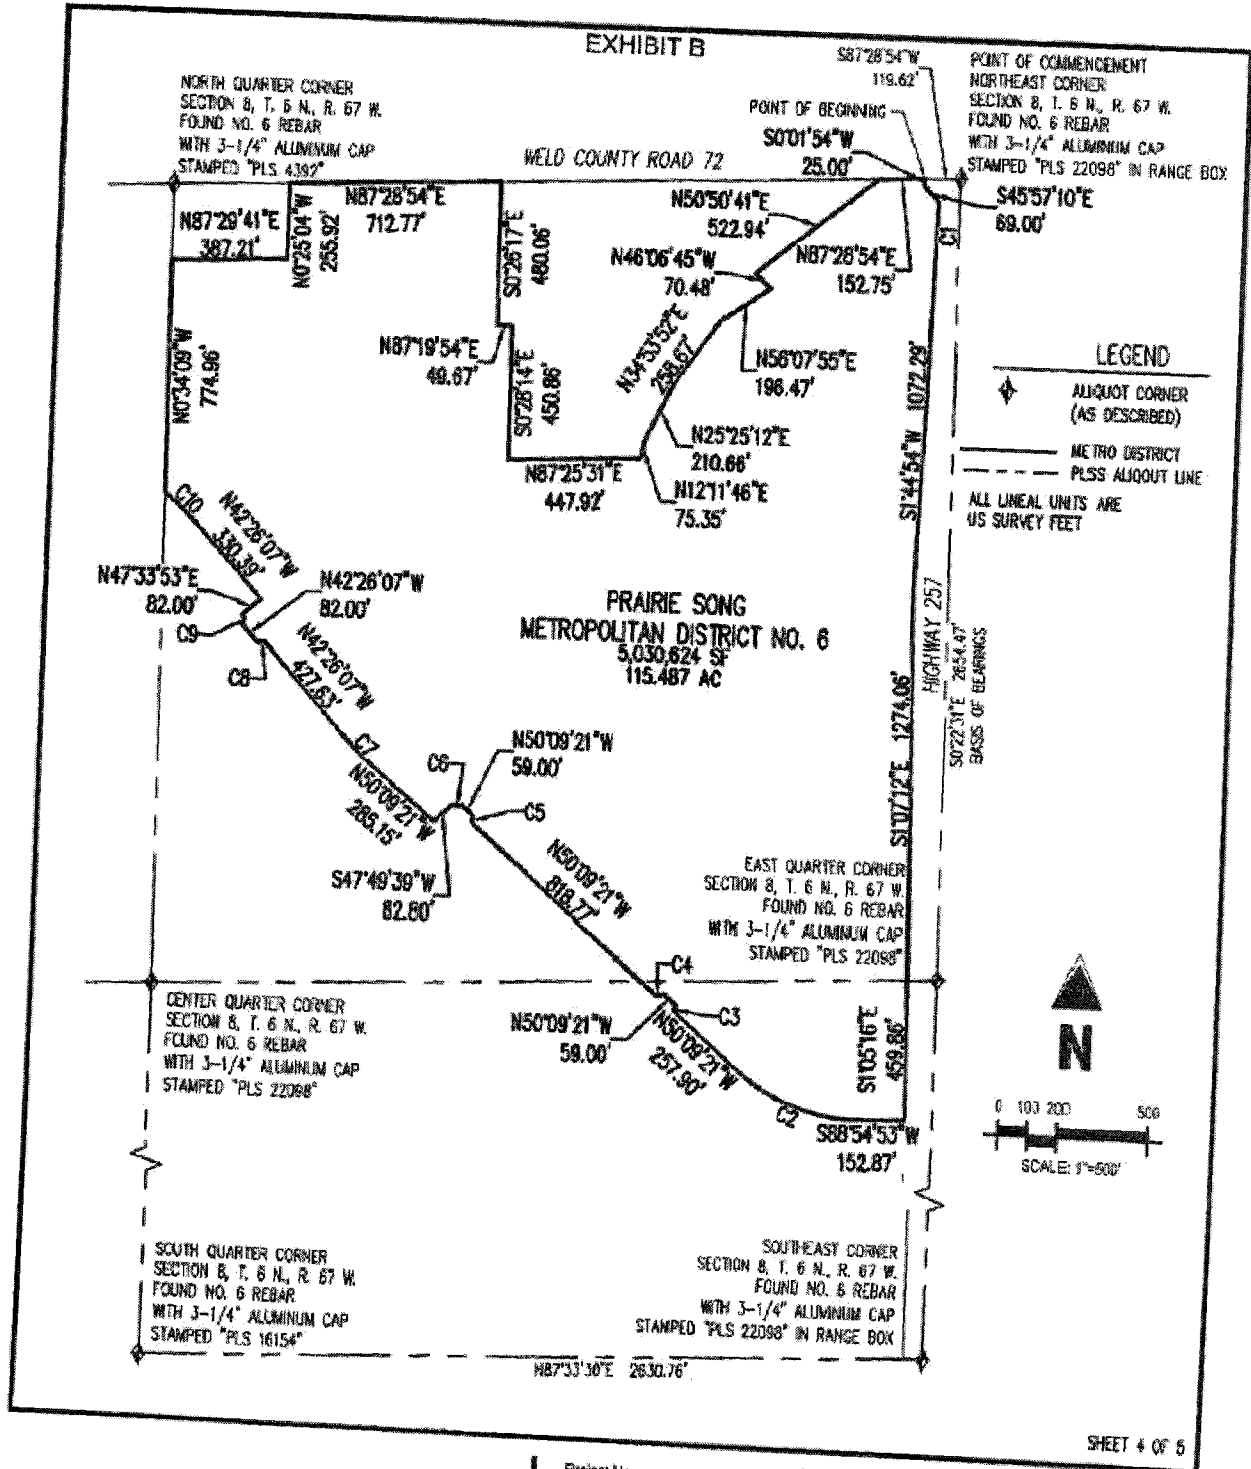 EXHIBIT B
NORTH QUARTER CORNER
SECTION 8, T. 6 N., R. 67 W.
FOUND NO. 6 REBAR
WITH 3-1/4" ALUMINUM CAP
STAMPED "PLS 4392"
S87°28'54"W
119.62'
POINT OF BEGINNING
POINT OF COMMENCEMENT
NORTHEAST CORNER
SECTION 8, T. 6 N., R. 67 W.
FOUND NO. 6 REBAR
WITH 3-1/4" ALUMINUM CAP
STAMPED "PLS 22098" IN RANGE BOX
WELD COUNTY ROAD 72
S0°01'54"W
25.00'
S45°57'10"E
69.00'
C1
N87°29'41"E
387.21'
N0°25'04"W
255.92'
N87°28'54"E
712.77'
S0°26'17"E
480.06'
N50°50'41"E
522.94'
N46°06'45"W
70.48'
N87°28'54"E
152.75'
N0°34'09"W
774.96'
N87°19'54"E
49.67'
S0°28'14"E
450.86'
N34°53'52"E
258.67'
N56°07'55"E
196.47'
N25°25'12"E
210.66'
N12°11'46"E
75.35'
N87°25'31"E
447.92'
S1°44'54"W 1072.29'
LEGEND
ALIQUOT CORNER
(AS DESCRIBED)
METRO DISTRICT
PLSS ALIQOUT LINE
ALL LINEAL UNITS ARE
US SURVEY FEET
C10
N42°26'07"W
330.39'
N47°33'53"E
82.00'
C9
N42°26'07"W
82.00'
C8
N42°26'07"W
427.63'
PRAIRIE SONG
METROPOLITAN DISTRICT NO. 6
5,030,624 SF
115.487 AC
HIGHWAY 257
S0°22'31"E 2654.47'
BASIS OF BEARINGS
S1°07'12"E 1274.06'
C7
N50°09'21"W
285.15'
C6
N50°09'21"W
59.00'
C5
S47°49'39"W
82.80'
N50°09'21"W
818.77'
EAST QUARTER CORNER
SECTION 8, T. 6 N., R. 67 W.
FOUND NO. 6 REBAR
WITH 3-1/4" ALUMINUM CAP
STAMPED "PLS 22098"
CENTER QUARTER CORNER
SECTION 8, T. 6 N., R. 67 W.
FOUND NO. 6 REBAR
WITH 3-1/4" ALUMINUM CAP
STAMPED "PLS 22098"
C4
C3
N50°09'21"W
59.00'
N50°09'21"W
257.90'
C2
S1°05'16"E
459.86'
S88°54'53"W
152.87'
N
0 100 200 500
SCALE: 1"=500'
SOUTH QUARTER CORNER
SECTION 8, T. 6 N., R. 67 W.
FOUND NO. 6 REBAR
WITH 3-1/4" ALUMINUM CAP
STAMPED "PLS 16154"
SOUTHEAST CORNER
SECTION 8, T. 6 N., R. 67 W.
FOUND NO. 6 REBAR
WITH 3-1/4" ALUMINUM CAP
STAMPED "PLS 22098" IN RANGE BOX
N87°33'30"E 2630.76'
SHEET 4 OF 5